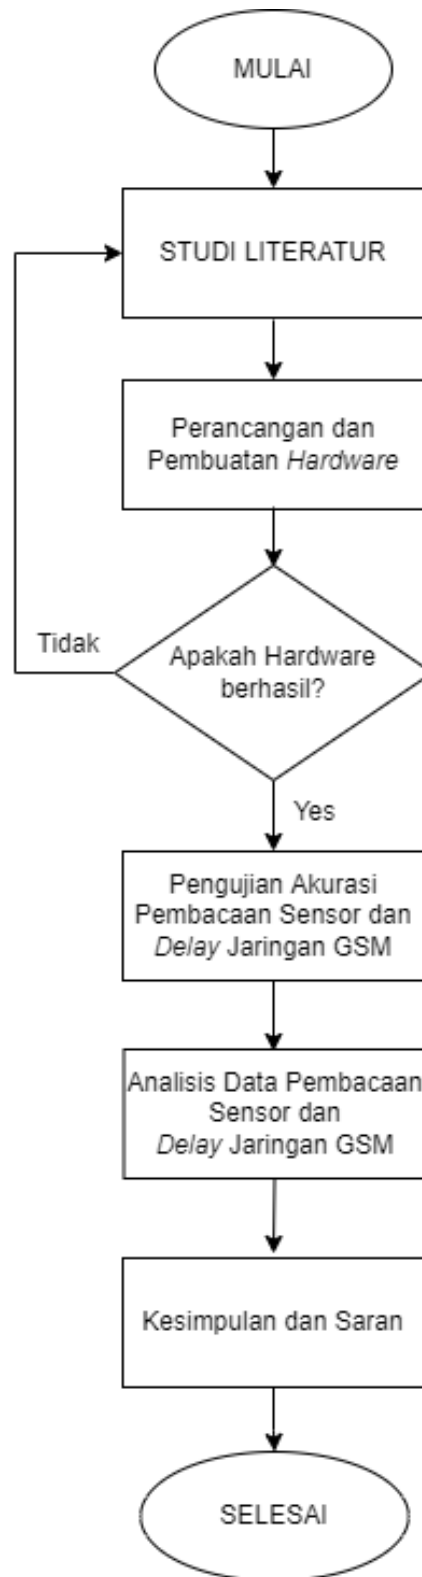 MULAI
STUDI LITERATUR
Perancangan dan
Pembuatan Hardware
Tidak
Apakah Hardware
berhasil?
Yes
Pengujian Akurasi
Pembacaan Sensor dan
Delay Jaringan GSM
Analisis Data Pembacaan
Sensor dan
Delay Jaringan GSM
Kesimpulan dan Saran
SELESAI